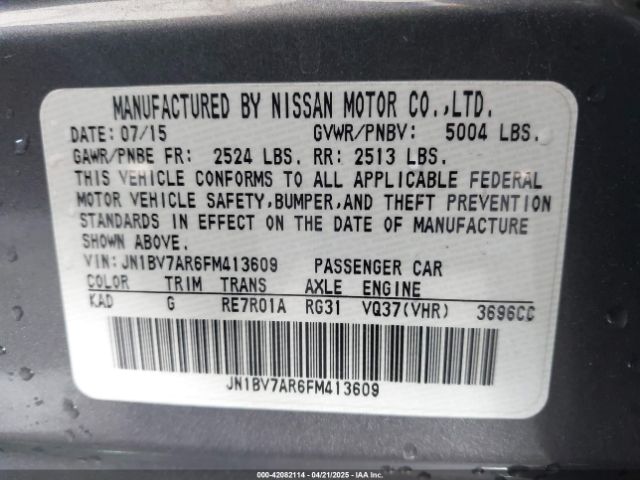 MANUFACTURED BY NISSAN MOTOR CO.,LTD.
DATE: 07/15 GVWR/PNBV: 5004 LBS.
GAWR/PNBE FR: 2524 LBS. RR: 2513 LBS.
THIS VEHICLE CONFORMS TO ALL APPLICABLE FEDERAL
MOTOR VEHICLE SAFETY,BUMPER,AND THEFT PREVENTION
STANDARDS IN EFFECT ON THE DATE OF MANUFACTURE
SHOWN ABOVE.
VIN:JN1BV7AR6FM413609 PASSENGER CAR
COLOR TRIM TRANS AXLE ENGINE
KAD G RE7R01A RG31 VQ37(VHR) 3696CC
JN1BV7AR6FM413609
000-42082114 - 04/21/2025 - IAA